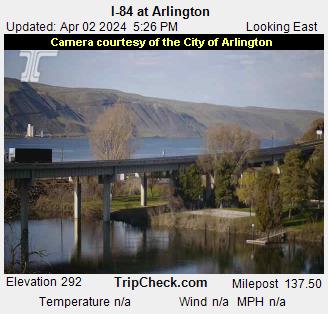 I-84 at Arlington
Updated: Apr 02 2024 5:26 PM Looking East
Camera courtesy of the City of Arlington
Elevation 292 TripCheck.com Milepost 137.50
Temperature n/a Wind n/a MPH n/a